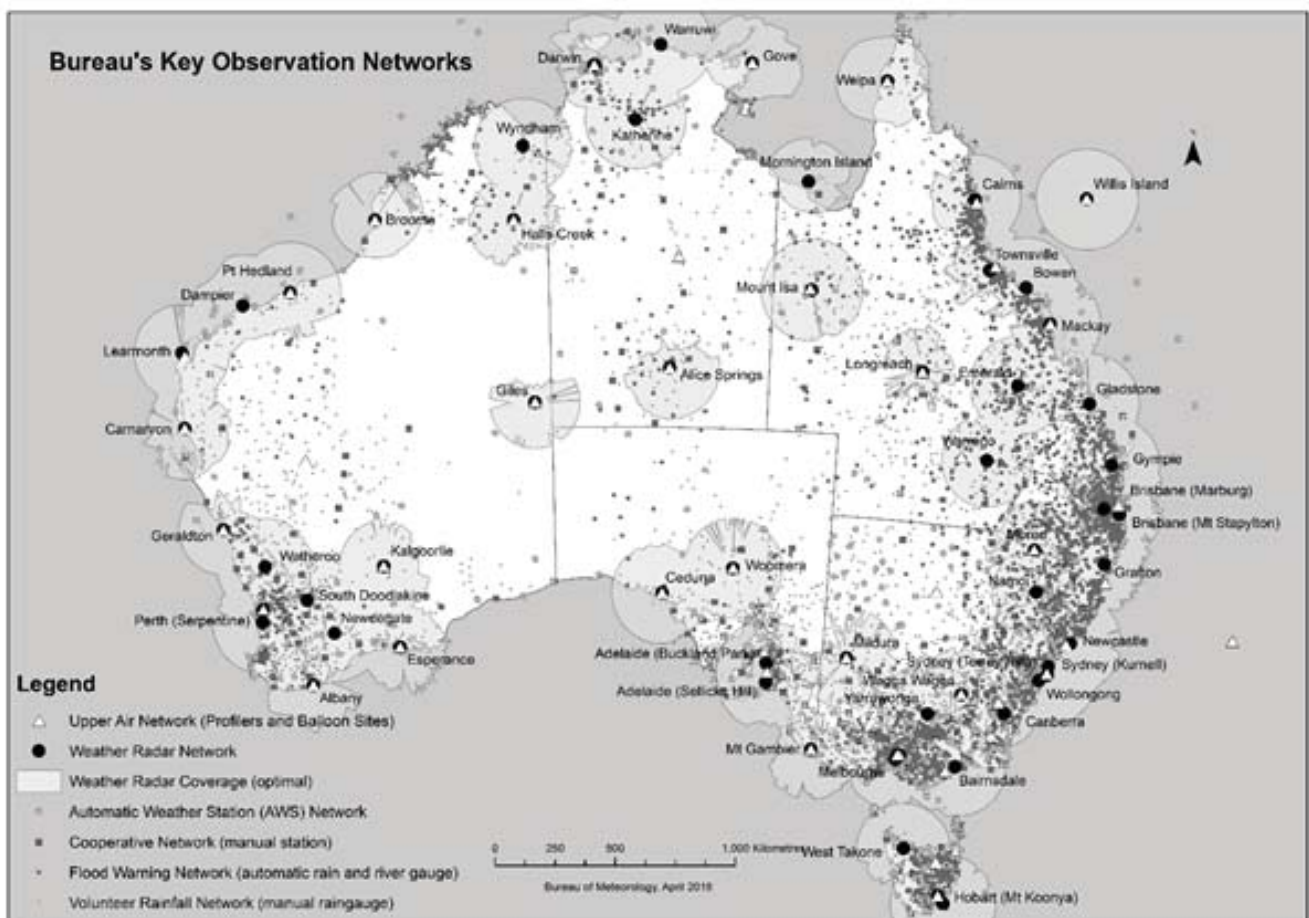 Bureau's Key Observation Networks
Warruwi
Darwin
Gove
Weipa
Wyndham
Katherine
Mornington Island
Cairns
Willis Island
Broome
Halls Creek
Pt Hedland
Townsville
Bowen
Dampier
Mount Isa
Mackay
Learmonth
Longreach
Alice Springs
Emerald
Giles
Gladstone
Carnarvon
Warrego
Gympie
Brisbane (Marburg)
Brisbane (Mt Stapylton)
Geraldton
Moree
Watheroo
Kalgoorlie
Woomera
Grafton
Ceduna
Namoi
South Doodlakine
Perth (Serpentine)
Newdegate
Newcastle
Esperance
Adelaide (Buckland Park)
Mildura
Sydney (Terrey Hills)
Sydney (Kurnell)
Wagga Wagga
Adelaide (Sellicks Hill)
Yarrawonga
Wollongong
Albany
Canberra
Mt Gambier
Melbourne
Bairnsdale
West Takone
Hobart (Mt Koonya)
Legend
Upper Air Network (Profilers and Balloon Sites)
Weather Radar Network
Weather Radar Coverage (optimal)
Automatic Weather Station (AWS) Network
Cooperative Network (manual station)
Flood Warning Network (automatic rain and river gauge)
Volunteer Rainfall Network (manual raingauge)
0 250 500 1,000 Kilometres
Bureau of Meteorology, April 2016